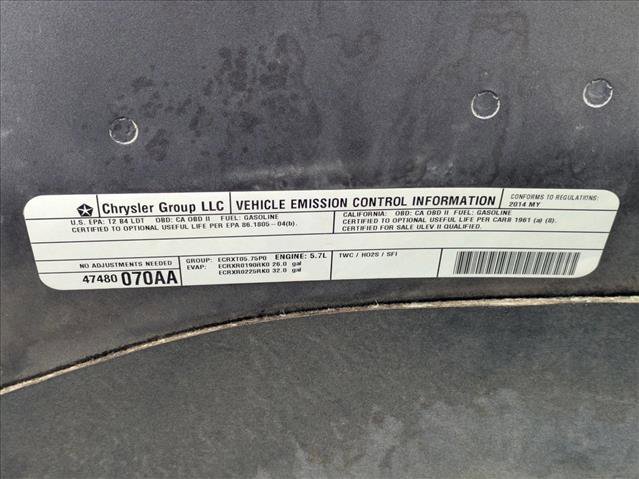 Chrysler Group LLC VEHICLE EMISSION CONTROL INFORMATION CONFORMS TO REGULATIONS:
2014 MY
U.S. EPA: T2 B4 LDT OBD: CA OBD II FUEL: GASOLINE
CERTIFIED TO OPTIONAL USEFUL LIFE PER EPA 86.1805-04(b).
CALIFORNIA: OBD: CA OBD II FUEL: GASOLINE
CERTIFIED TO OPTIONAL USEFUL LIFE PER CARB 1961 (a) (8).
CERTIFIED FOR SALE ULEV II QUALIFIED.
NO ADJUSTMENTS NEEDED
47480 070AA
GROUP: ECRXT05.75P0 ENGINE: 5.7L
EVAP: ECRXR0190RK0 26.0 gal
ECRXR0225RK0 32.0 gal
TWC / HO2S / SFI